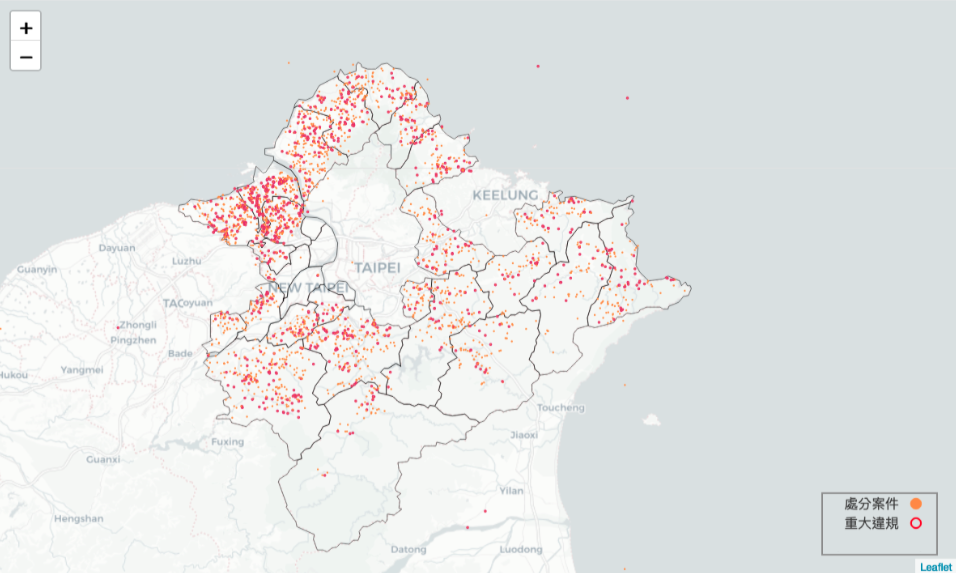 +
−
KEELUNG
TAIPEI
NEW TAIPEI
Dayuan
Guanyin
Luzhu
TAOyuan
Zhongli
Pingzhen
Bade
Yangmei
Hukou
Fuxing
Guanxi
Toucheng
Jiaoxi
Yilan
Hengshan
Datong
Luodong
處分案件
重大違規
Leaflet